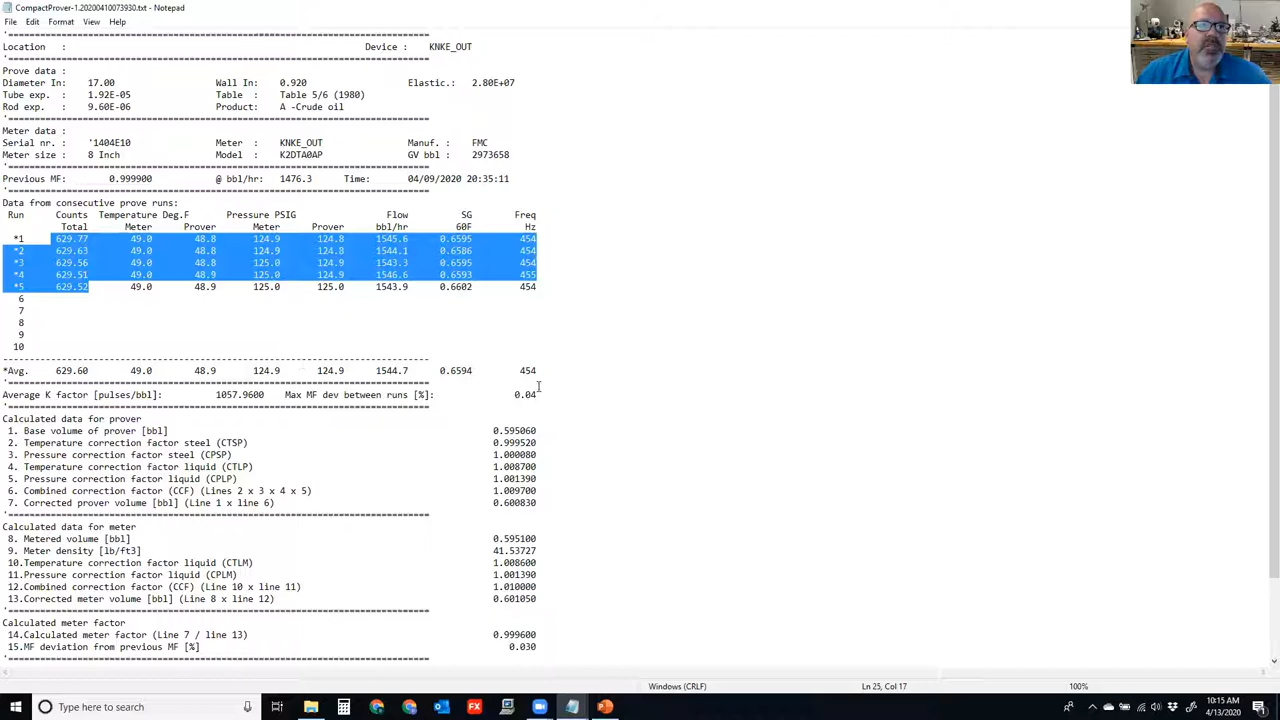 CompactProver-1.20200410073930.txt - Notepad
File Edit Format View Help
'==============================================================================
Location : Device : KNKE_OUT
'==============================================================================
Prove data :
Diameter In: 17.00 Wall In: 0.920 Elastic.: 2.80E+07
Tube exp. : 1.92E-05 Table : Table 5/6 (1980)
Rod exp. : 9.60E-06 Product: A -Crude oil
'==============================================================================
Meter data :
Serial nr. : '1404E10 Meter : KNKE_OUT Manuf. : FMC
Meter size : 8 Inch Model : K2DTA0AP GV bbl : 2973658
'==============================================================================
Previous MF: 0.999900 @ bbl/hr: 1476.3 Time: 04/09/2020 20:35:11
'==============================================================================
Data from consecutive prove runs:
Run Counts Temperature Deg.F Pressure PSIG Flow SG Freq
Total Meter Prover Meter Prover bbl/hr 60F Hz
*1 629.77 49.0 48.8 124.9 124.8 1545.6 0.6595 454
*2 629.63 49.0 48.8 124.9 124.8 1544.1 0.6586 454
*3 629.56 49.0 48.8 125.0 124.9 1543.3 0.6595 454
*4 629.51 49.0 48.9 125.0 124.9 1546.6 0.6593 455
*5 629.52 49.0 48.9 125.0 125.0 1543.9 0.6602 454
6
7
8
9
10
-------------------------------------------------------------------------------
*Avg. 629.60 49.0 48.9 124.9 124.9 1544.7 0.6594 454
'==============================================================================
Average K factor [pulses/bbl]: 1057.9600 Max MF dev between runs [%]: 0.04
'==============================================================================
Calculated data for prover
1. Base volume of prover [bbl] 0.595060
2. Temperature correction factor steel (CTSP) 0.999520
3. Pressure correction factor steel (CPSP) 1.000080
4. Temperature correction factor liquid (CTLP) 1.008700
5. Pressure correction factor liquid (CPLP) 1.001390
6. Combined correction factor (CCF) (Lines 2 x 3 x 4 x 5) 1.009700
7. Corrected prover volume [bbl] (Line 1 x line 6) 0.600830
'==============================================================================
Calculated data for meter
8. Metered volume [bbl] 0.595100
9. Meter density [lb/ft3] 41.53727
10.Temperature correction factor liquid (CTLM) 1.008600
11.Pressure correction factor liquid (CPLM) 1.001390
12.Combined correction factor (CCF) (Line 10 x line 11) 1.010000
13.Corrected meter volume [bbl] (Line 8 x line 12) 0.601050
'==============================================================================
Calculated meter factor
14.Calculated meter factor (Line 7 / line 13) 0.999600
15.MF deviation from previous MF [%] 0.030
'==============================================================================
Windows (CRLF) Ln 25, Col 17 100%
Type here to search
FX
10:15 AM
4/13/2020